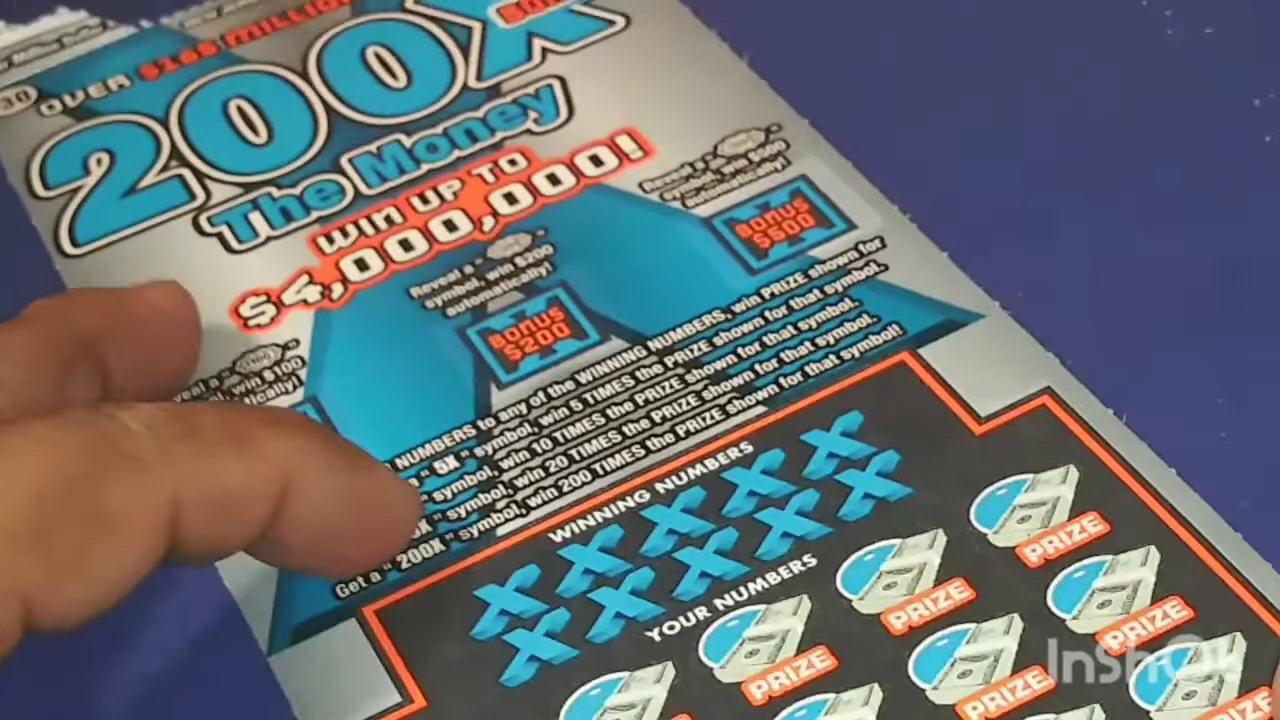 30
OVER $165 MILLION
200X
The Money
WIN UP TO
$4,000,000!
Reveal a "
" symbol, win $500
automatically!
BONUS
$500
Reveal a "
" symbol, win $200
automatically!
BONUS
$200
win $100
NUMBERS to any of the WINNING NUMBERS, win PRIZE shown for
"5X" symbol, win 5 TIMES the PRIZE shown for that symbol.
symbol, win 10 TIMES the PRIZE shown for that symbol.
symbol, win 20 TIMES the PRIZE shown for that symbol.
Get a "200X" symbol, win 200 TIMES the PRIZE shown for that symbol!
WINNING NUMBERS
X X X X X
X X X X X
YOUR NUMBERS
PRIZE
PRIZE
PRIZE
PRIZE
PRIZE
InShot